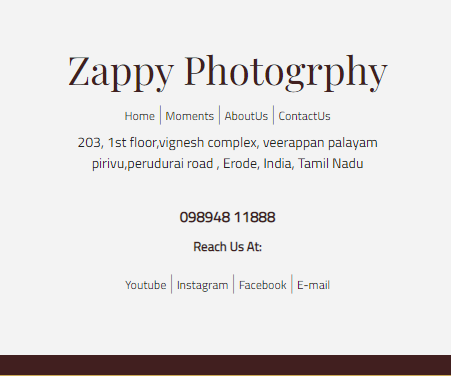 Zappy Photogrphy
Home | Moments | AboutUs | ContactUs
203, 1st floor,vignesh complex, veerappan palayam
pirivu,perudurai road , Erode, India, Tamil Nadu
098948 11888
Reach Us At:
Youtube | Instagram | Facebook | E-mail